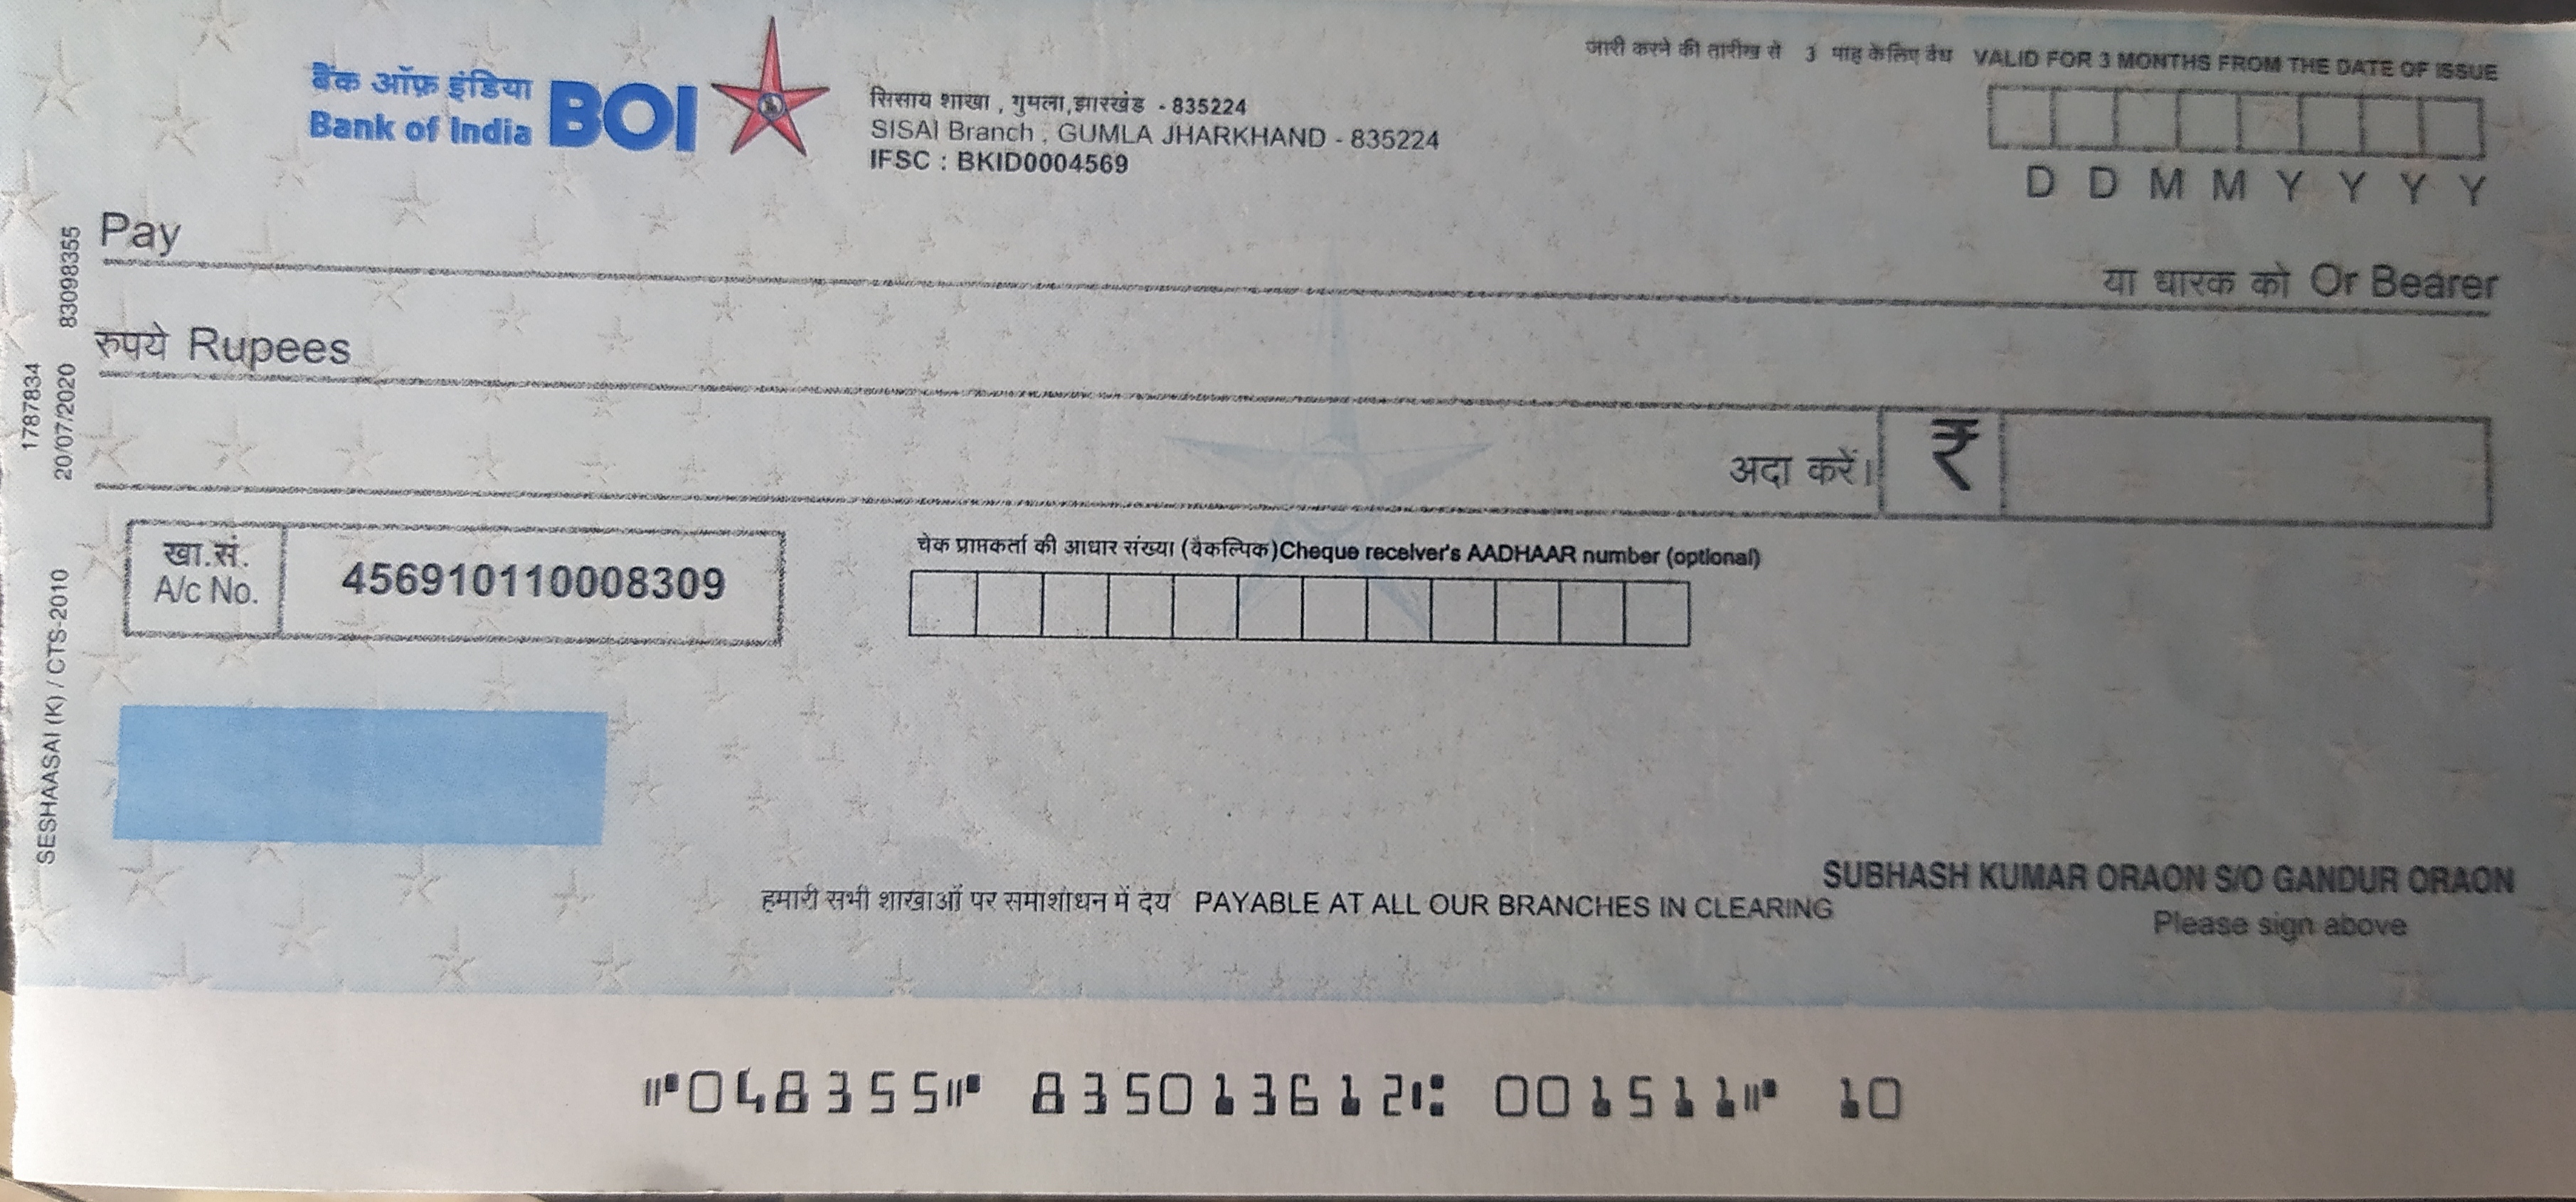 जारी करने की तारीख से 3 माह के लिए वैध VALID FOR 3 MONTHS FROM THE DATE OF ISSUE
बैंक ऑफ़ इंडिया
Bank of India
BOI
सिसाय शाखा , गुमला,झारखंड - 835224
SISAI Branch , GUMLA JHARKHAND - 835224
IFSC : BKID0004569
D D M M Y Y Y Y
Pay
या धारक को Or Bearer
रुपये Rupees
अदा करें।
₹
खा.सं.
A/c No.
456910110008309
चेक प्राप्तकर्ता की आधार संख्या (वैकल्पिक)Cheque receiver's AADHAAR number (optional)
SUBHASH KUMAR ORAON S/O GANDUR ORAON
हमारी सभी शाखाओं पर समाशोधन में देय PAYABLE AT ALL OUR BRANCHES IN CLEARING
Please sign above
⑈048355⑈ 835013612⑆ 001511⑈ 10
1787834
20/07/2020 83098355
SESHAASAI (K) / CTS-2010